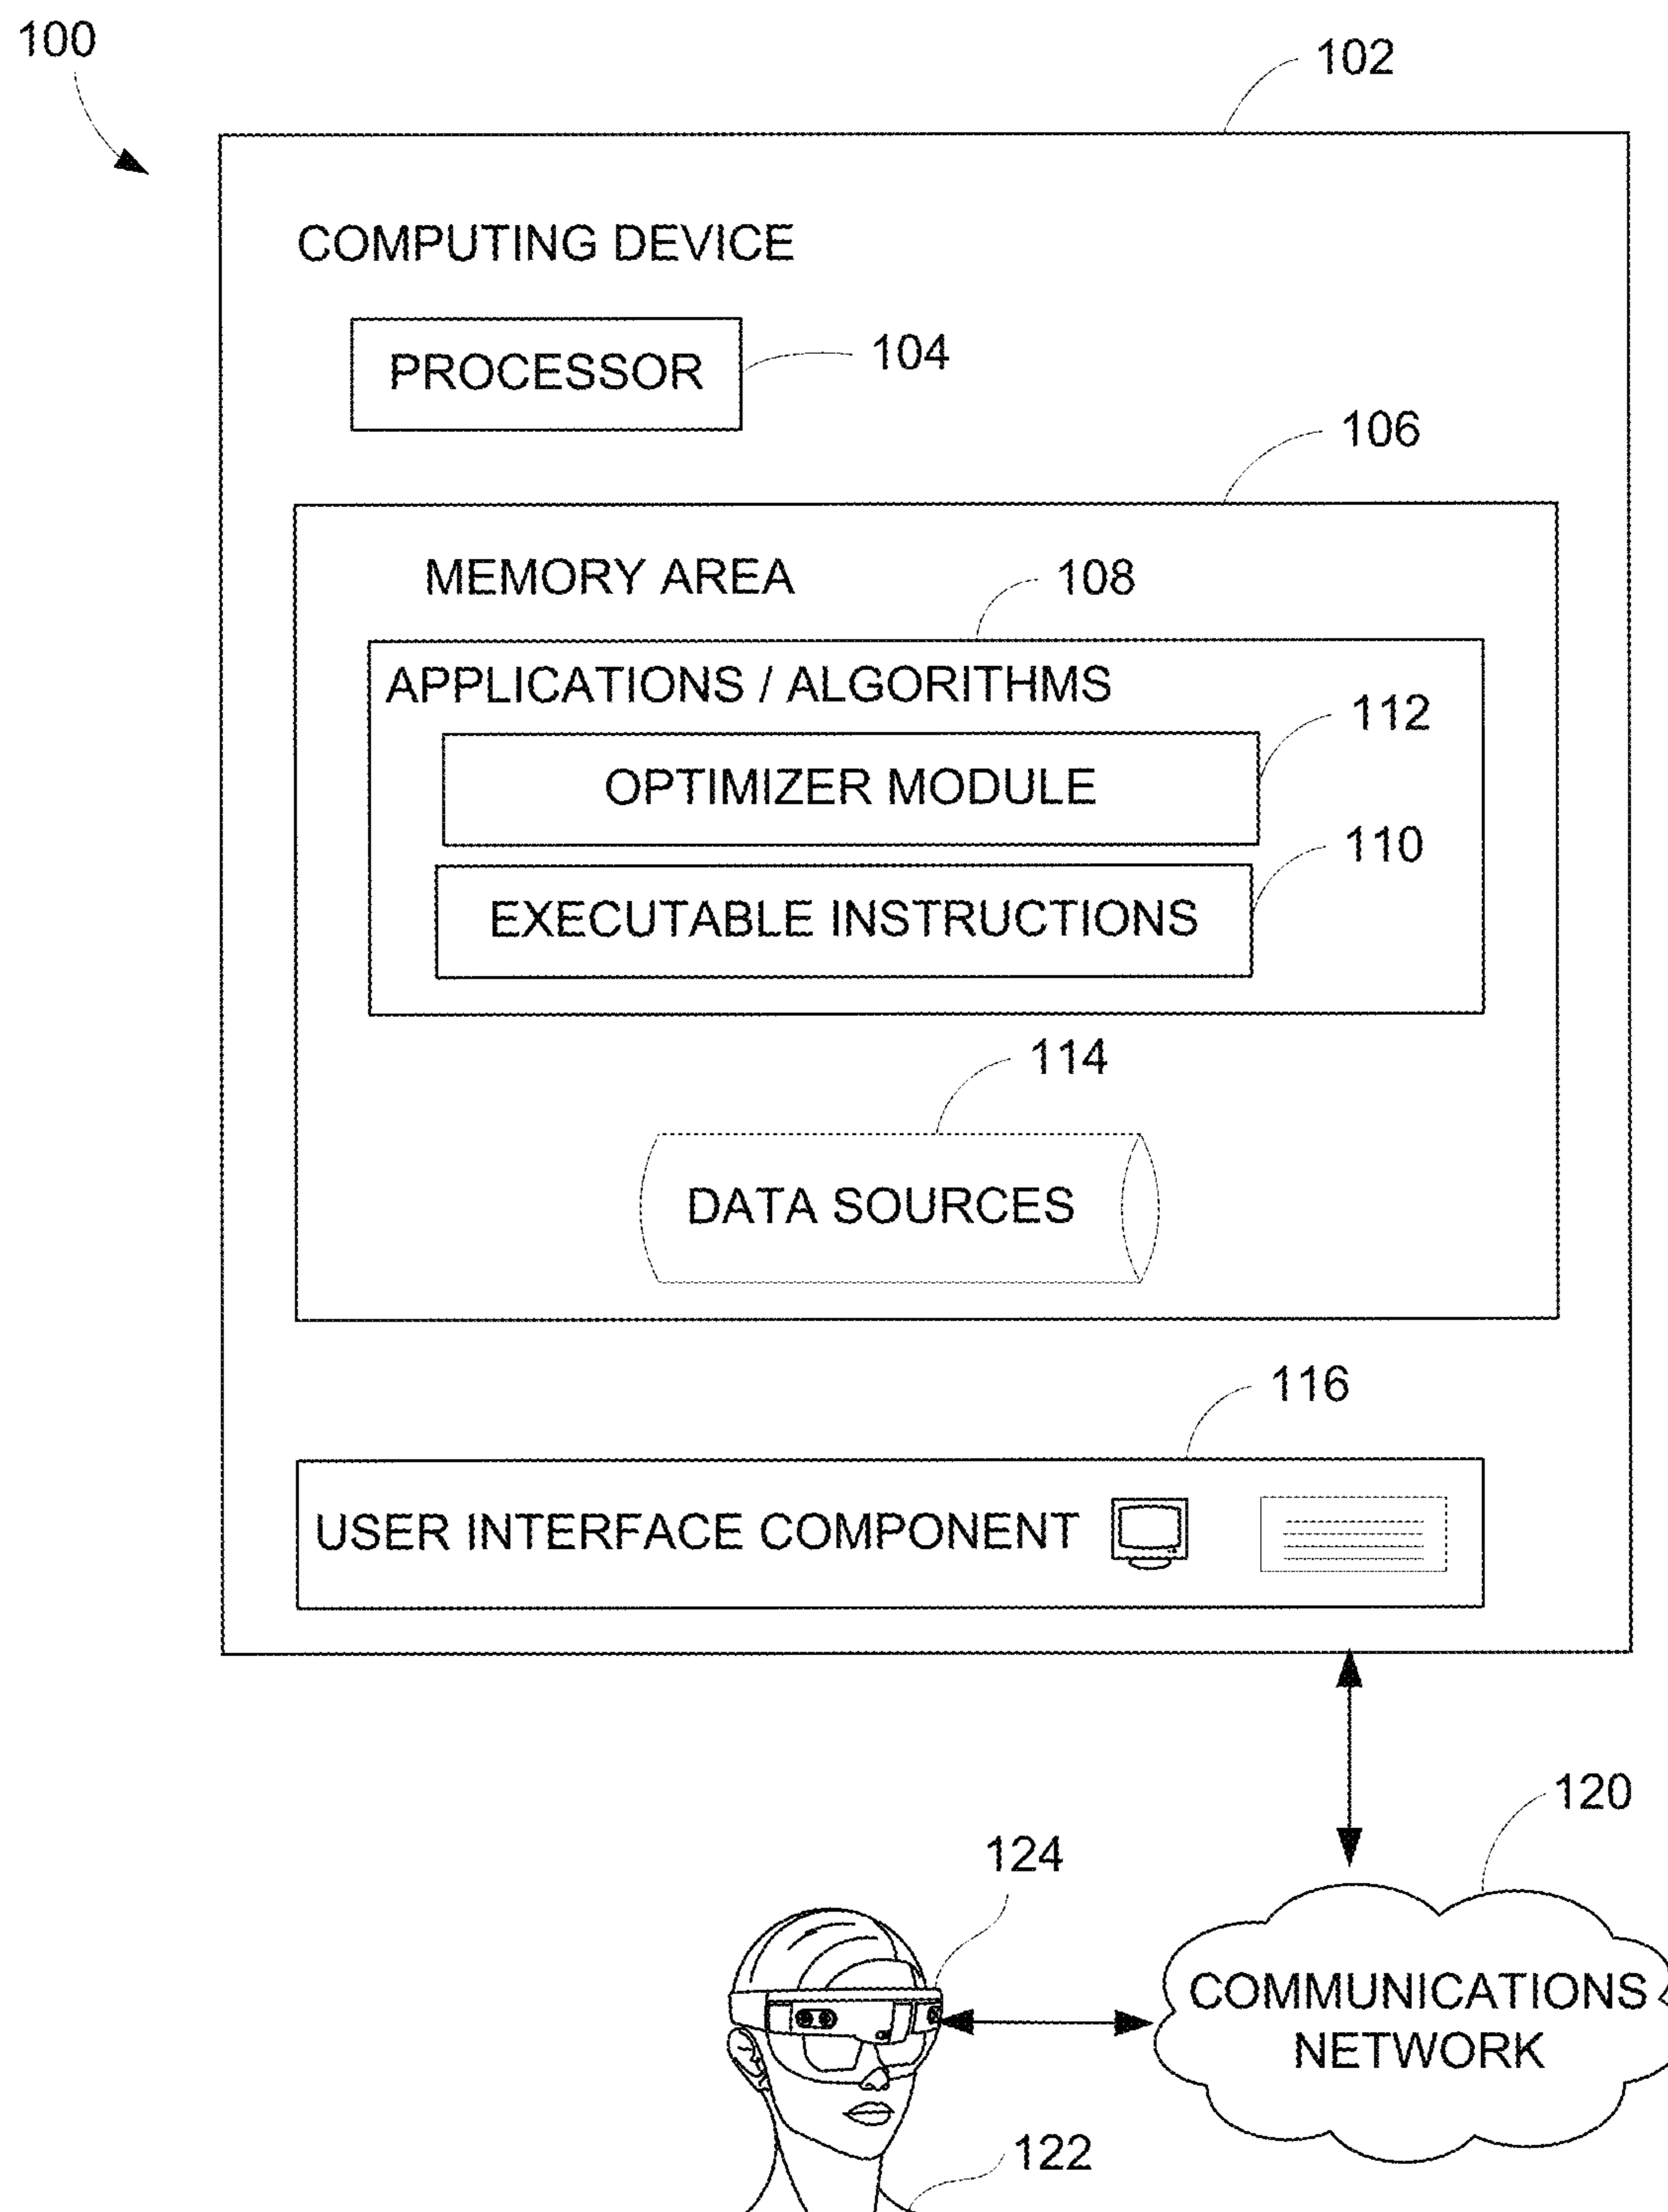 100
102
COMPUTING DEVICE
PROCESSOR
104
106
MEMORY AREA
108
APPLICATIONS / ALGORITHMS
112
OPTIMIZER MODULE
110
EXECUTABLE INSTRUCTIONS
114
DATA SOURCES
116
USER INTERFACE COMPONENT
120
124
COMMUNICATIONS
NETWORK
122